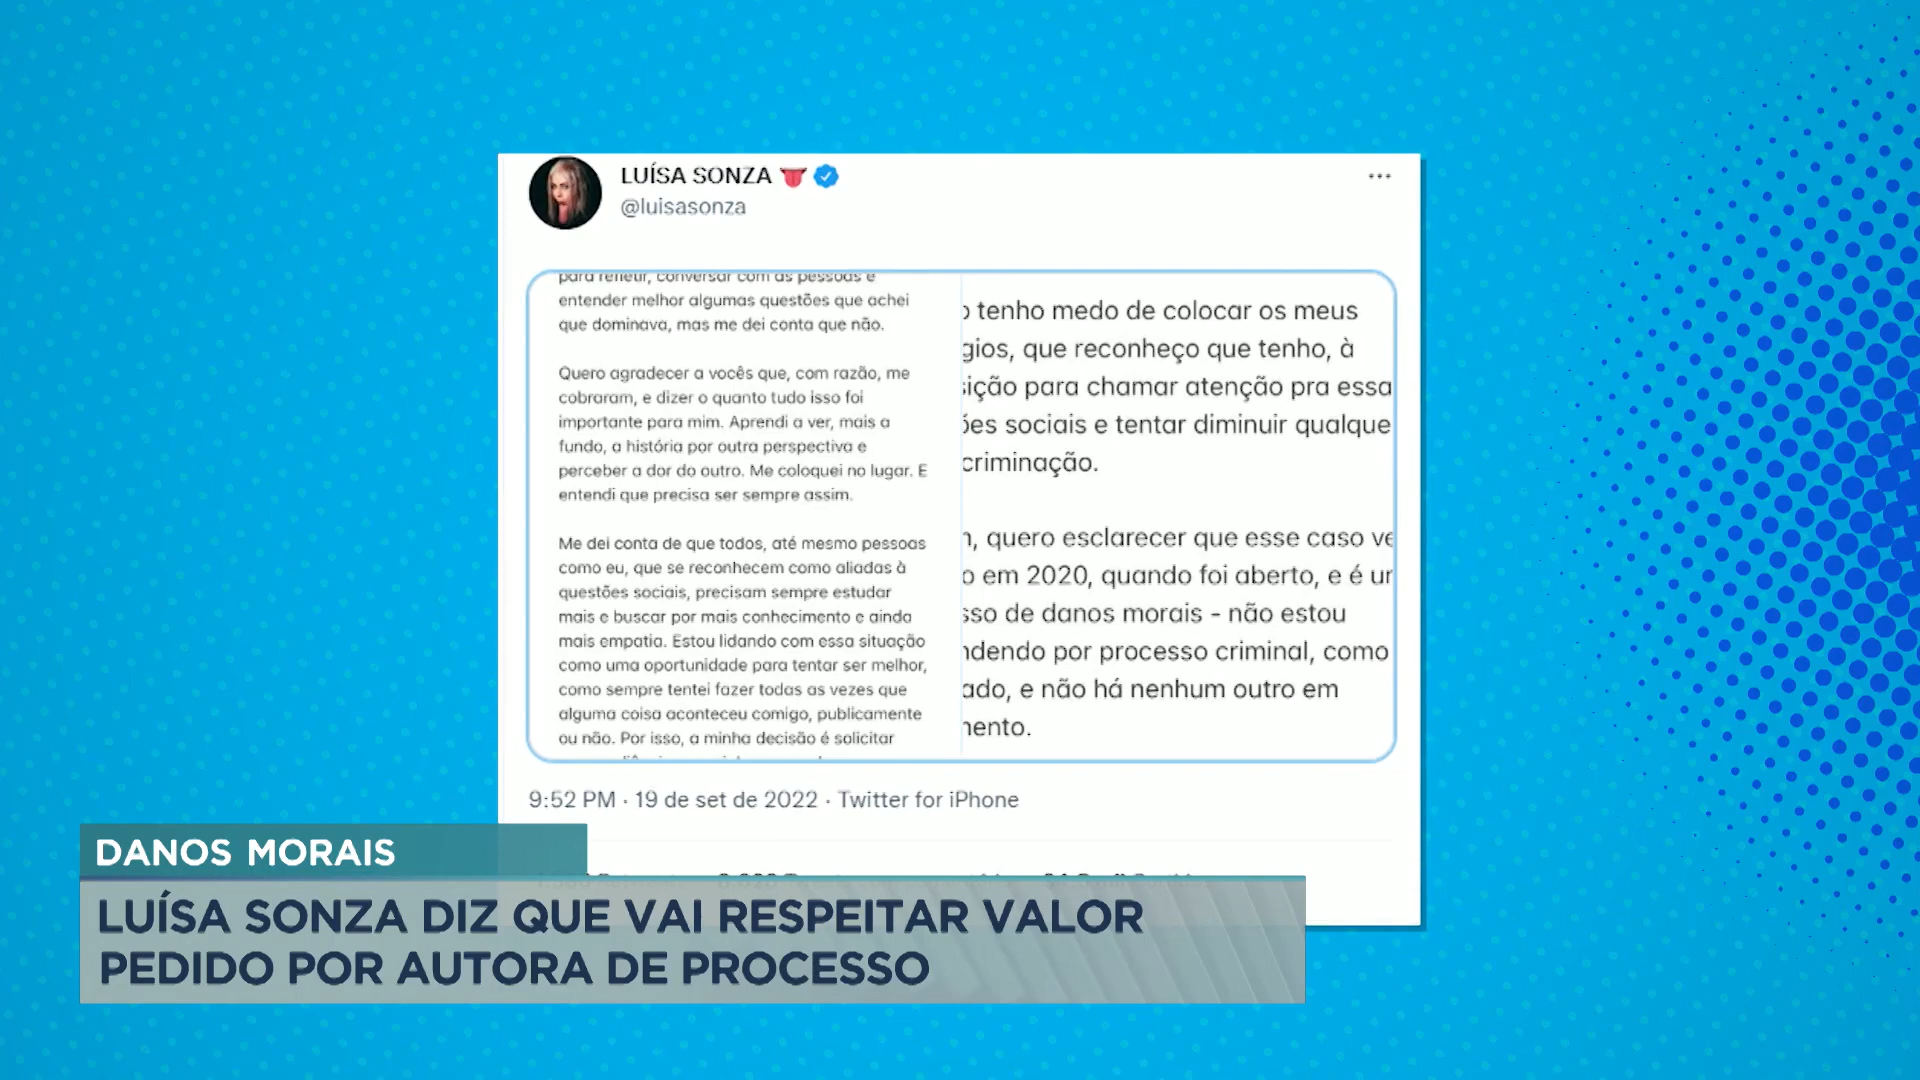 LUÍSA SONZA
@luisasonza
para refletir, conversar com as pessoas e
entender melhor algumas questões que achei
que dominava, mas me dei conta que não.
Quero agradecer a vocês que, com razão, me
cobraram, e dizer o quanto tudo isso foi
importante para mim. Aprendi a ver, mais a
fundo, a história por outra perspectiva e
perceber a dor do outro. Me coloquei no lugar. E
entendi que precisa ser sempre assim.
Me dei conta de que todos, até mesmo pessoas
como eu, que se reconhecem como aliadas à
questões sociais, precisam sempre estudar
mais e buscar por mais conhecimento e ainda
mais empatia. Estou lidando com essa situação
como uma oportunidade para tentar ser melhor,
como sempre tentei fazer todas as vezes que
alguma coisa aconteceu comigo, publicamente
ou não. Por isso, a minha decisão é solicitar
o tenho medo de colocar os meus
gios, que reconheço que tenho, à
sição para chamar atenção pra essa
ões sociais e tentar diminuir qualque
criminação.
n, quero esclarecer que esse caso ve
o em 2020, quando foi aberto, e é ur
sso de danos morais - não estou
ndendo por processo criminal, como
ado, e não há nenhum outro em
nento.
9:52 PM · 19 de set de 2022 · Twitter for iPhone
DANOS MORAIS
LUÍSA SONZA DIZ QUE VAI RESPEITAR VALOR
PEDIDO POR AUTORA DE PROCESSO